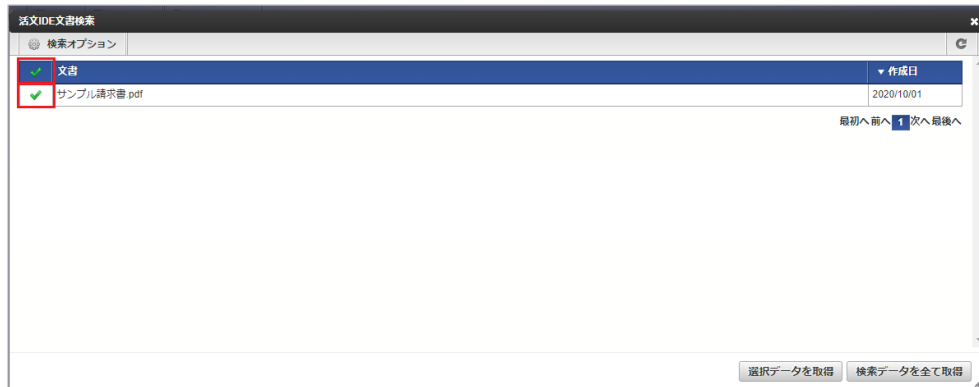 活文IDE文書検索
検索オプション
文書 ▼作成日
サンプル請求書.pdf 2020/10/01
最初へ 前へ 1 次へ 最後へ
選択データを取得 検索データを全て取得